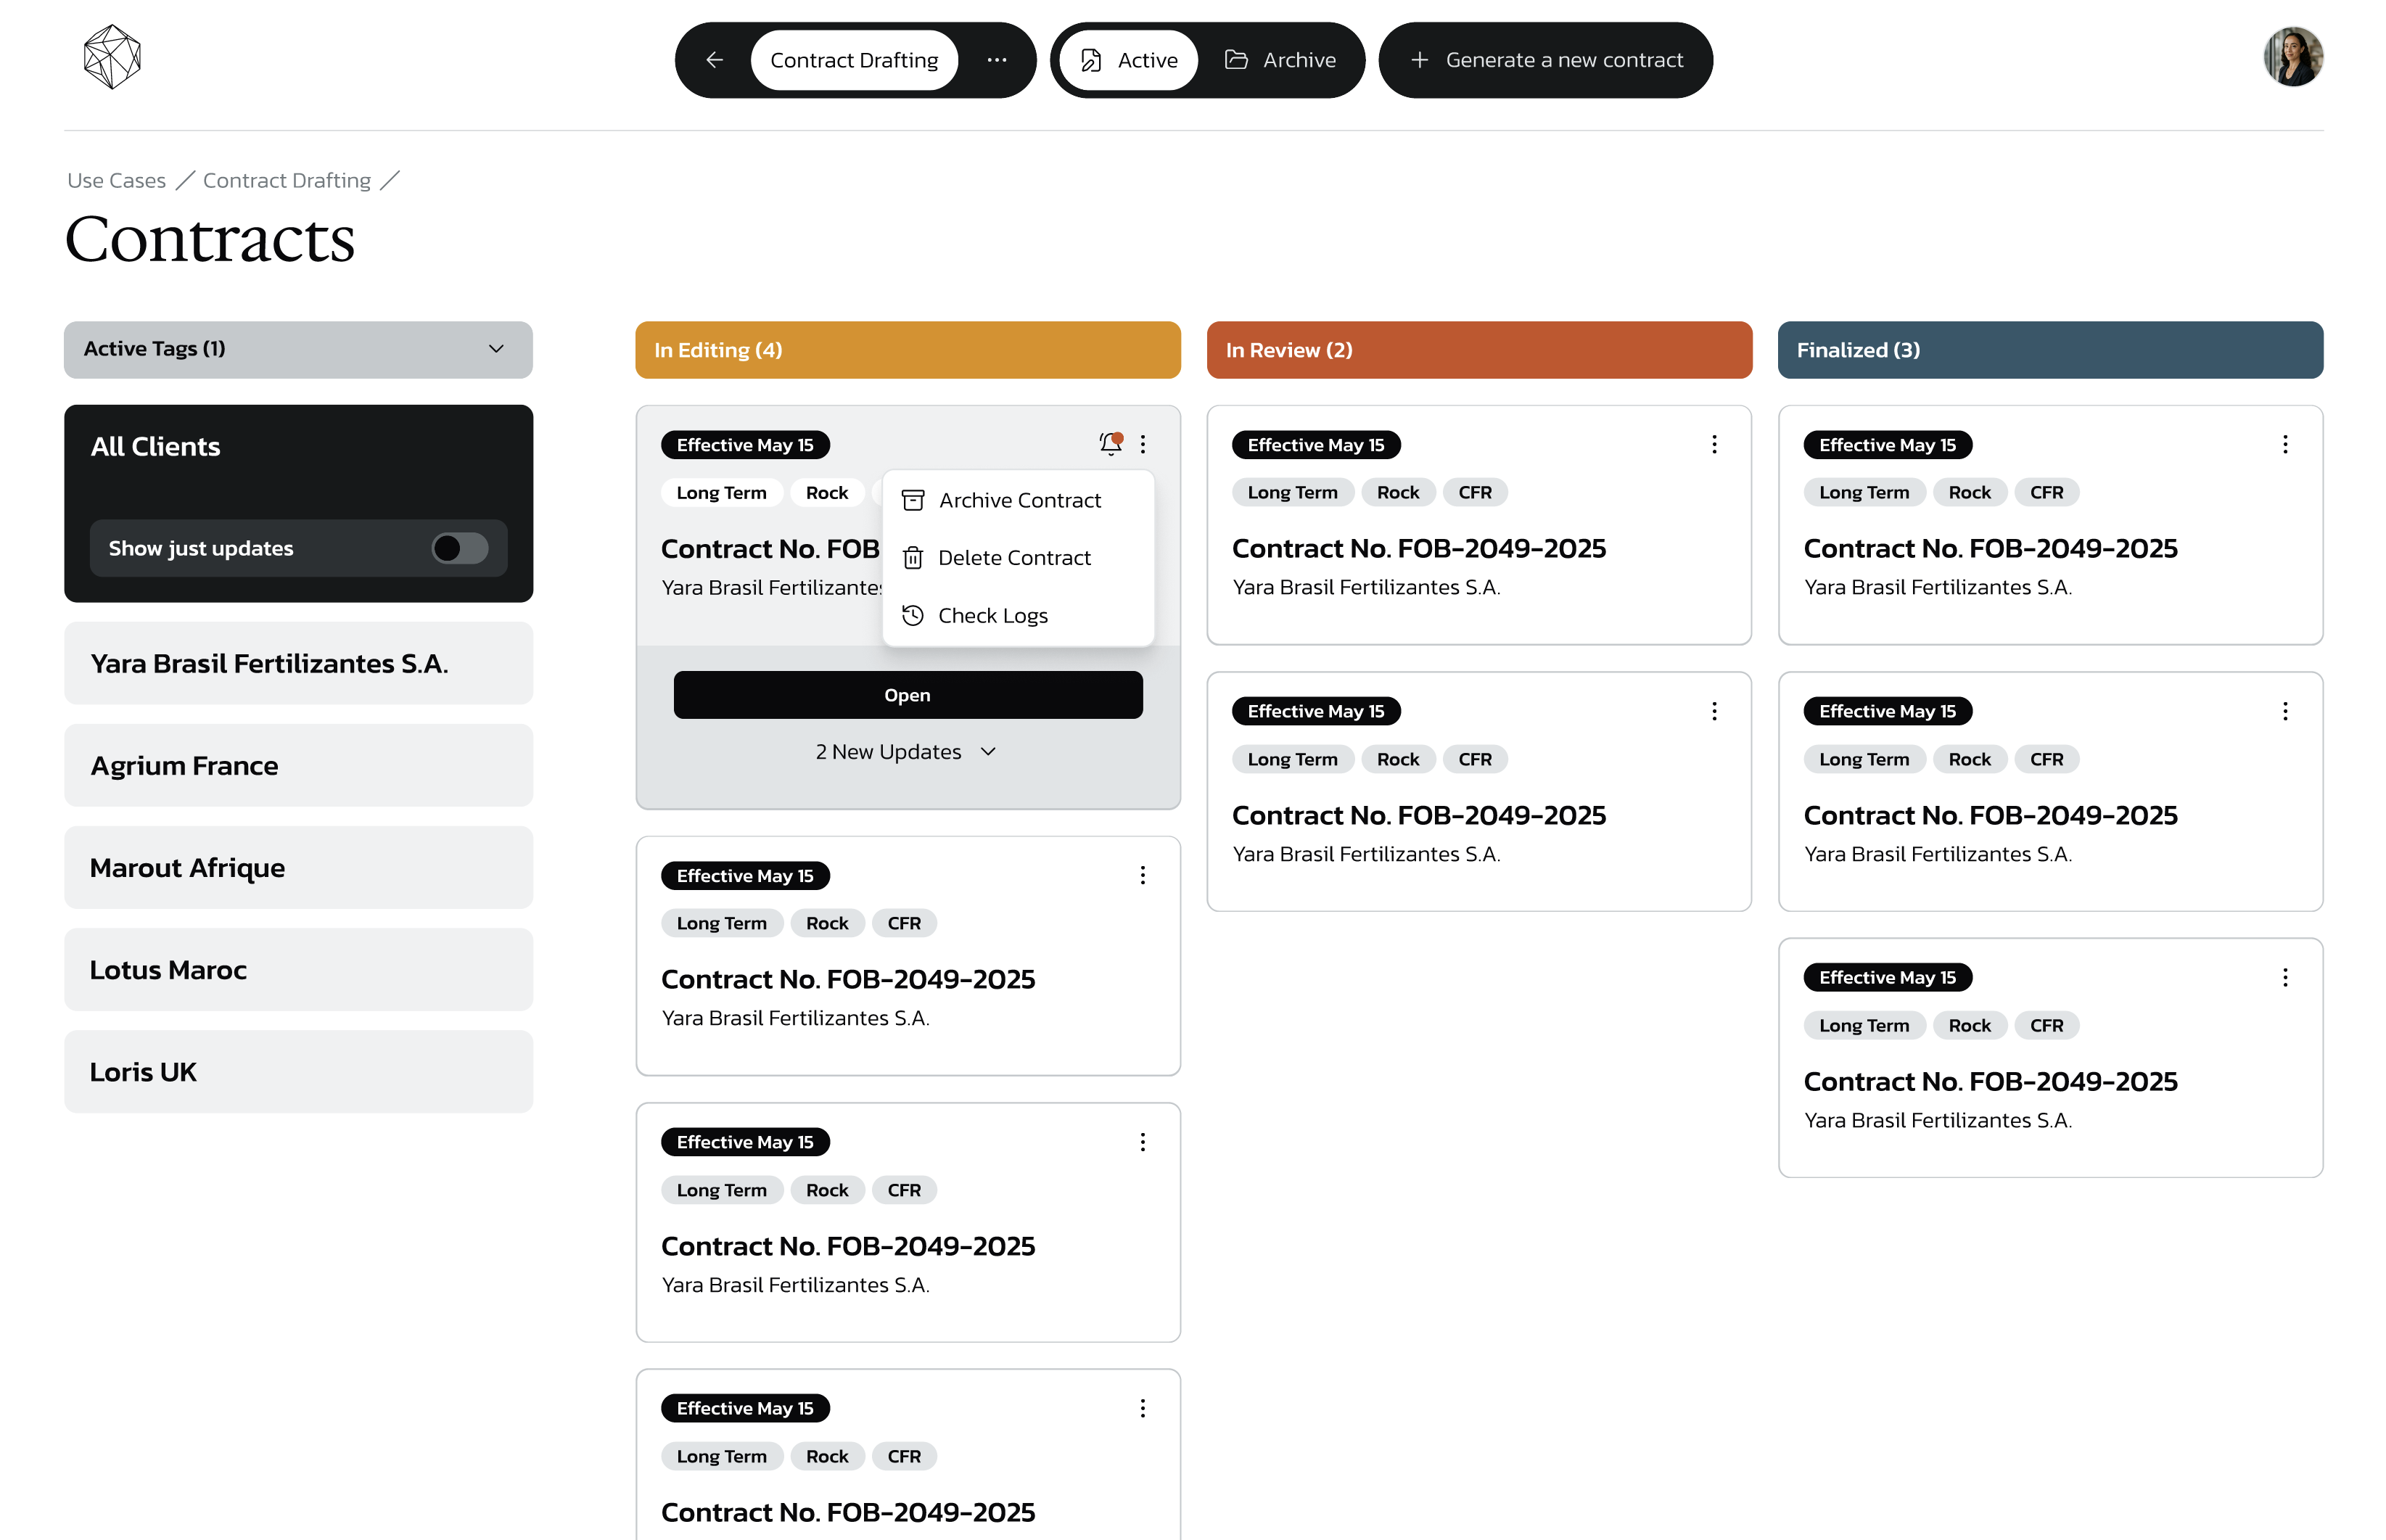 Contract Drafting
Active
Archive
Generate a new contract
Use Cases / Contract Drafting /
Contracts
Active Tags (1)
All Clients
Show just updates
Yara Brasil Fertilizantes S.A.
Agrium France
Marout Afrique
Lotus Maroc
Loris UK
In Editing (4)
Effective May 15
Long Term Rock
Contract No. FOB
Yara Brasil Fertilizantes
Archive Contract
Delete Contract
Check Logs
Open
2 New Updates
Effective May 15
Long Term Rock CFR
Contract No. FOB-2049-2025
Yara Brasil Fertilizantes S.A.
Effective May 15
Long Term Rock CFR
Contract No. FOB-2049-2025
Yara Brasil Fertilizantes S.A.
Effective May 15
Long Term Rock CFR
Contract No. FOB-2049-2025
In Review (2)
Effective May 15
Long Term Rock CFR
Contract No. FOB-2049-2025
Yara Brasil Fertilizantes S.A.
Effective May 15
Long Term Rock CFR
Contract No. FOB-2049-2025
Yara Brasil Fertilizantes S.A.
Finalized (3)
Effective May 15
Long Term Rock CFR
Contract No. FOB-2049-2025
Yara Brasil Fertilizantes S.A.
Effective May 15
Long Term Rock CFR
Contract No. FOB-2049-2025
Yara Brasil Fertilizantes S.A.
Effective May 15
Long Term Rock CFR
Contract No. FOB-2049-2025
Yara Brasil Fertilizantes S.A.